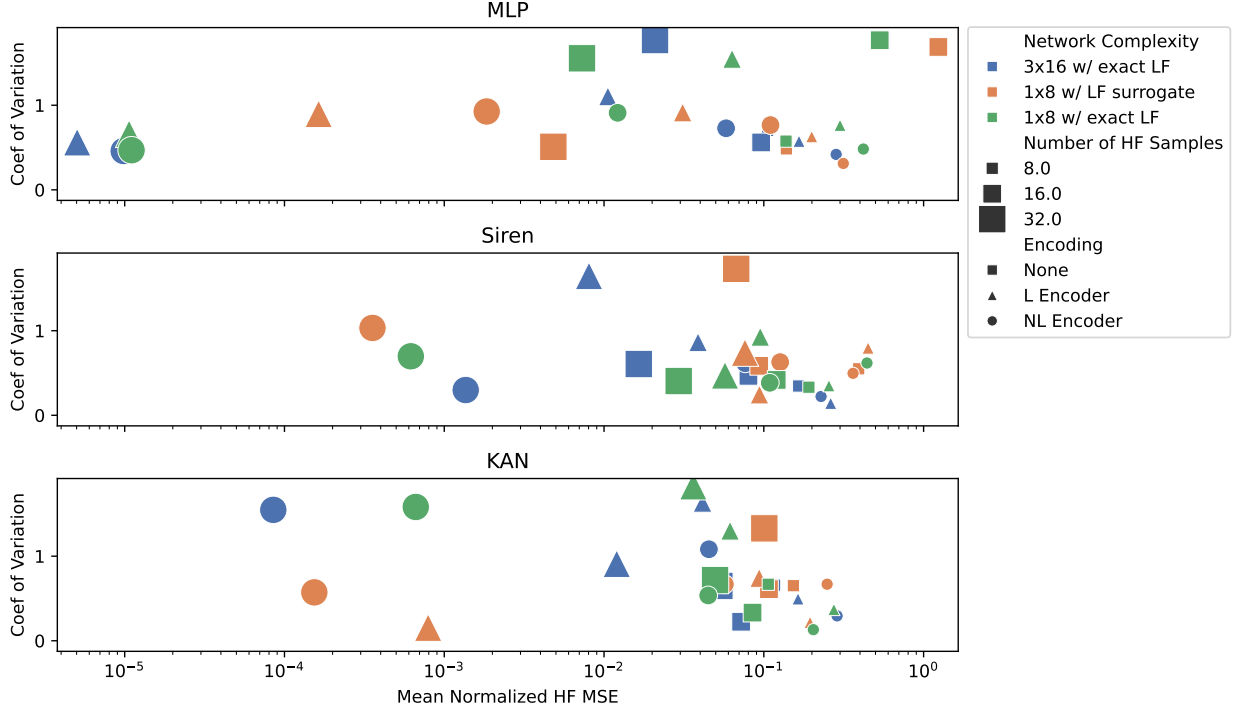 MLP
Coef of Variation
1
0
Siren
Coef of Variation
1
0
KAN
Coef of Variation
1
0
10⁻⁵ 10⁻⁴ 10⁻³ 10⁻² 10⁻¹ 10⁰
Mean Normalized HF MSE
Network Complexity
3x16 w/ exact LF
1x8 w/ LF surrogate
1x8 w/ exact LF
Number of HF Samples
8.0
16.0
32.0
Encoding
None
L Encoder
NL Encoder